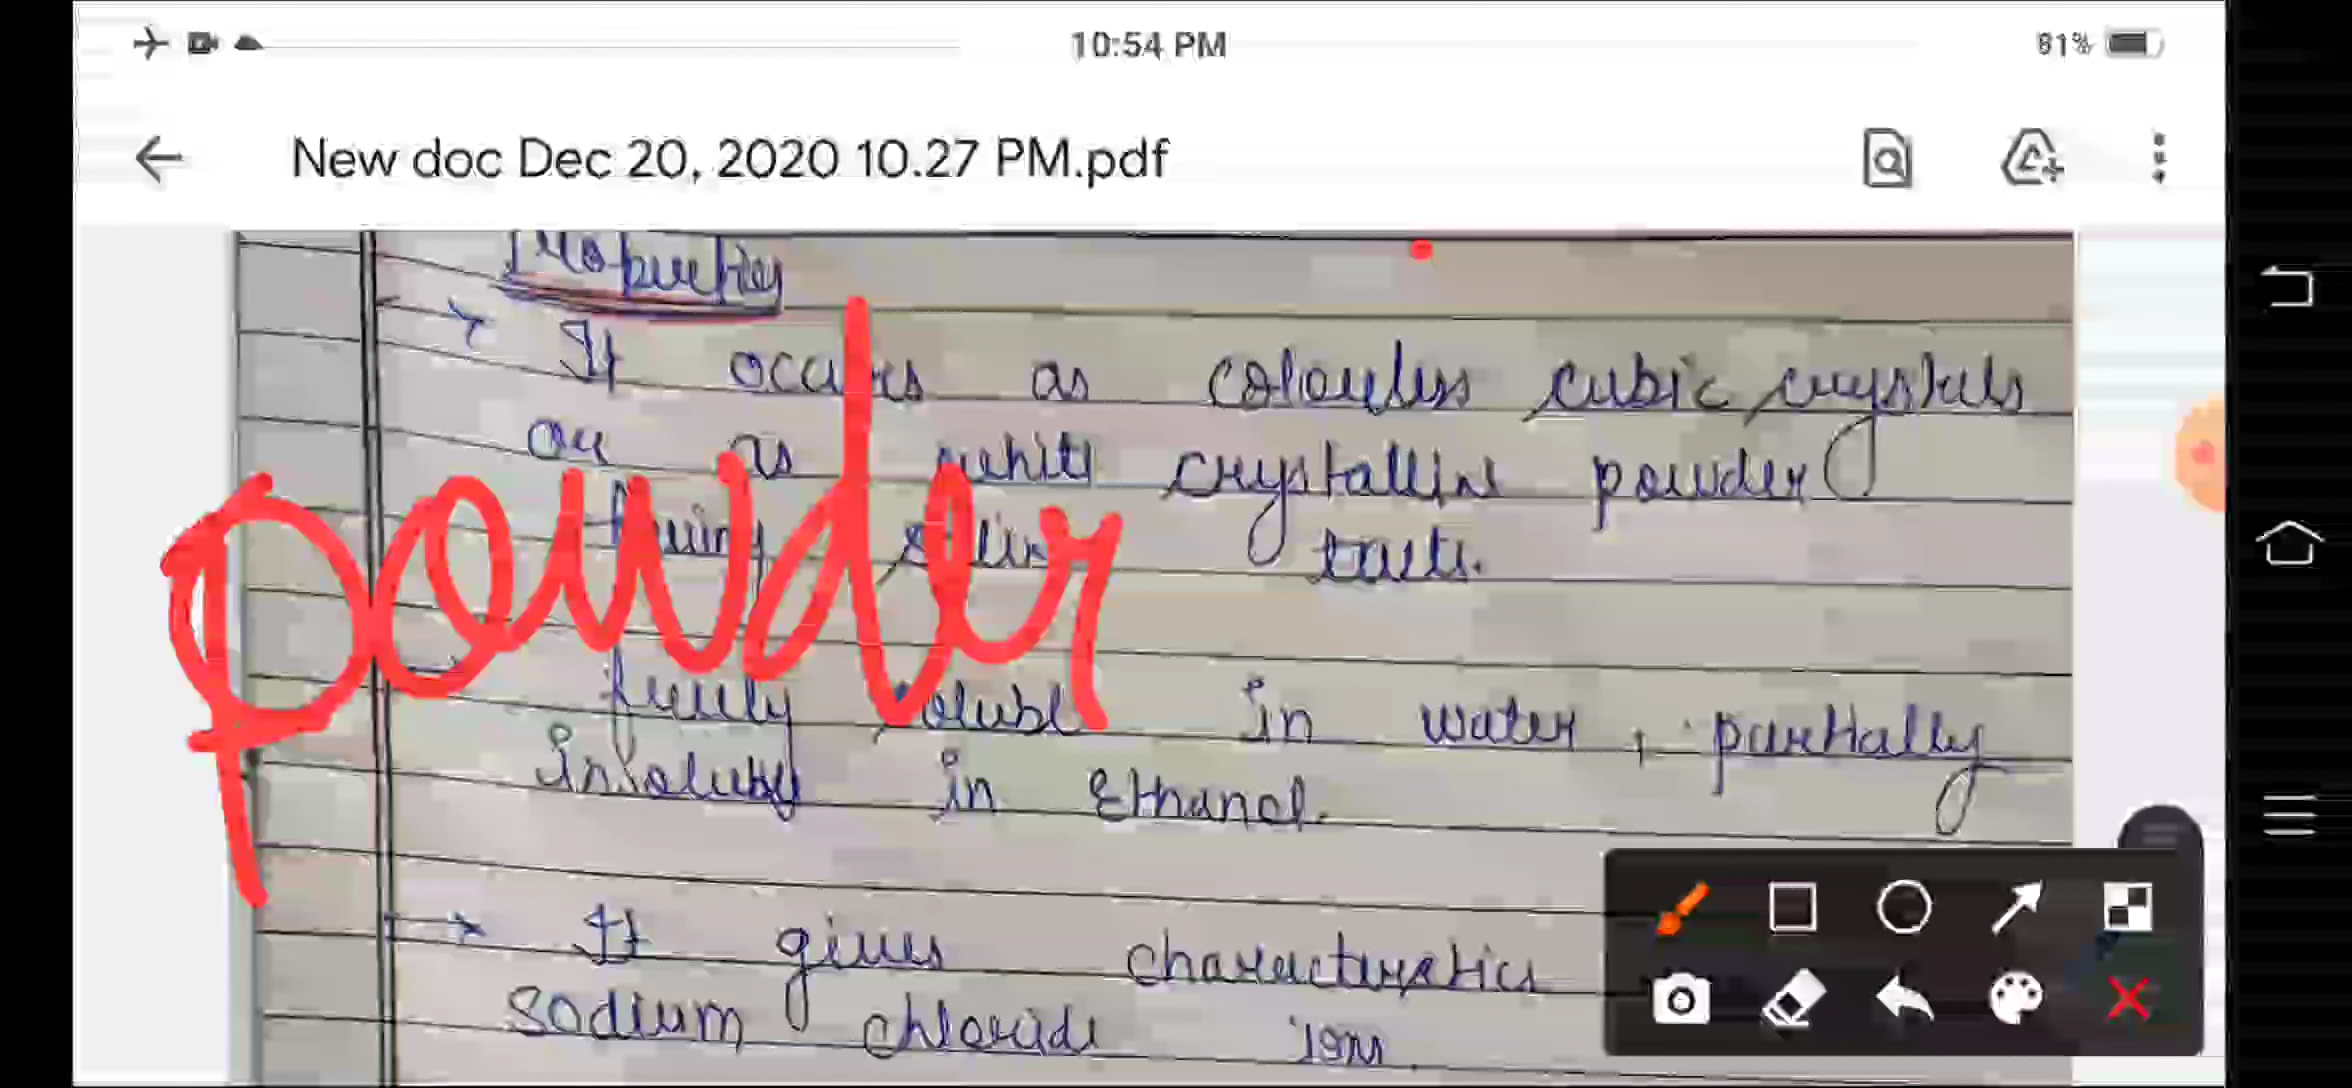 10:54 PM
81%
New doc Dec 20, 2020 10.27 PM.pdf
Properties
→ It occurs as colourless cubic crystals
or as white crystalline powder
having saline taste.
powder
freely soluble in water, partially
insoluble in Ethanol.
→ It gives characteristics
sodium chloride ions